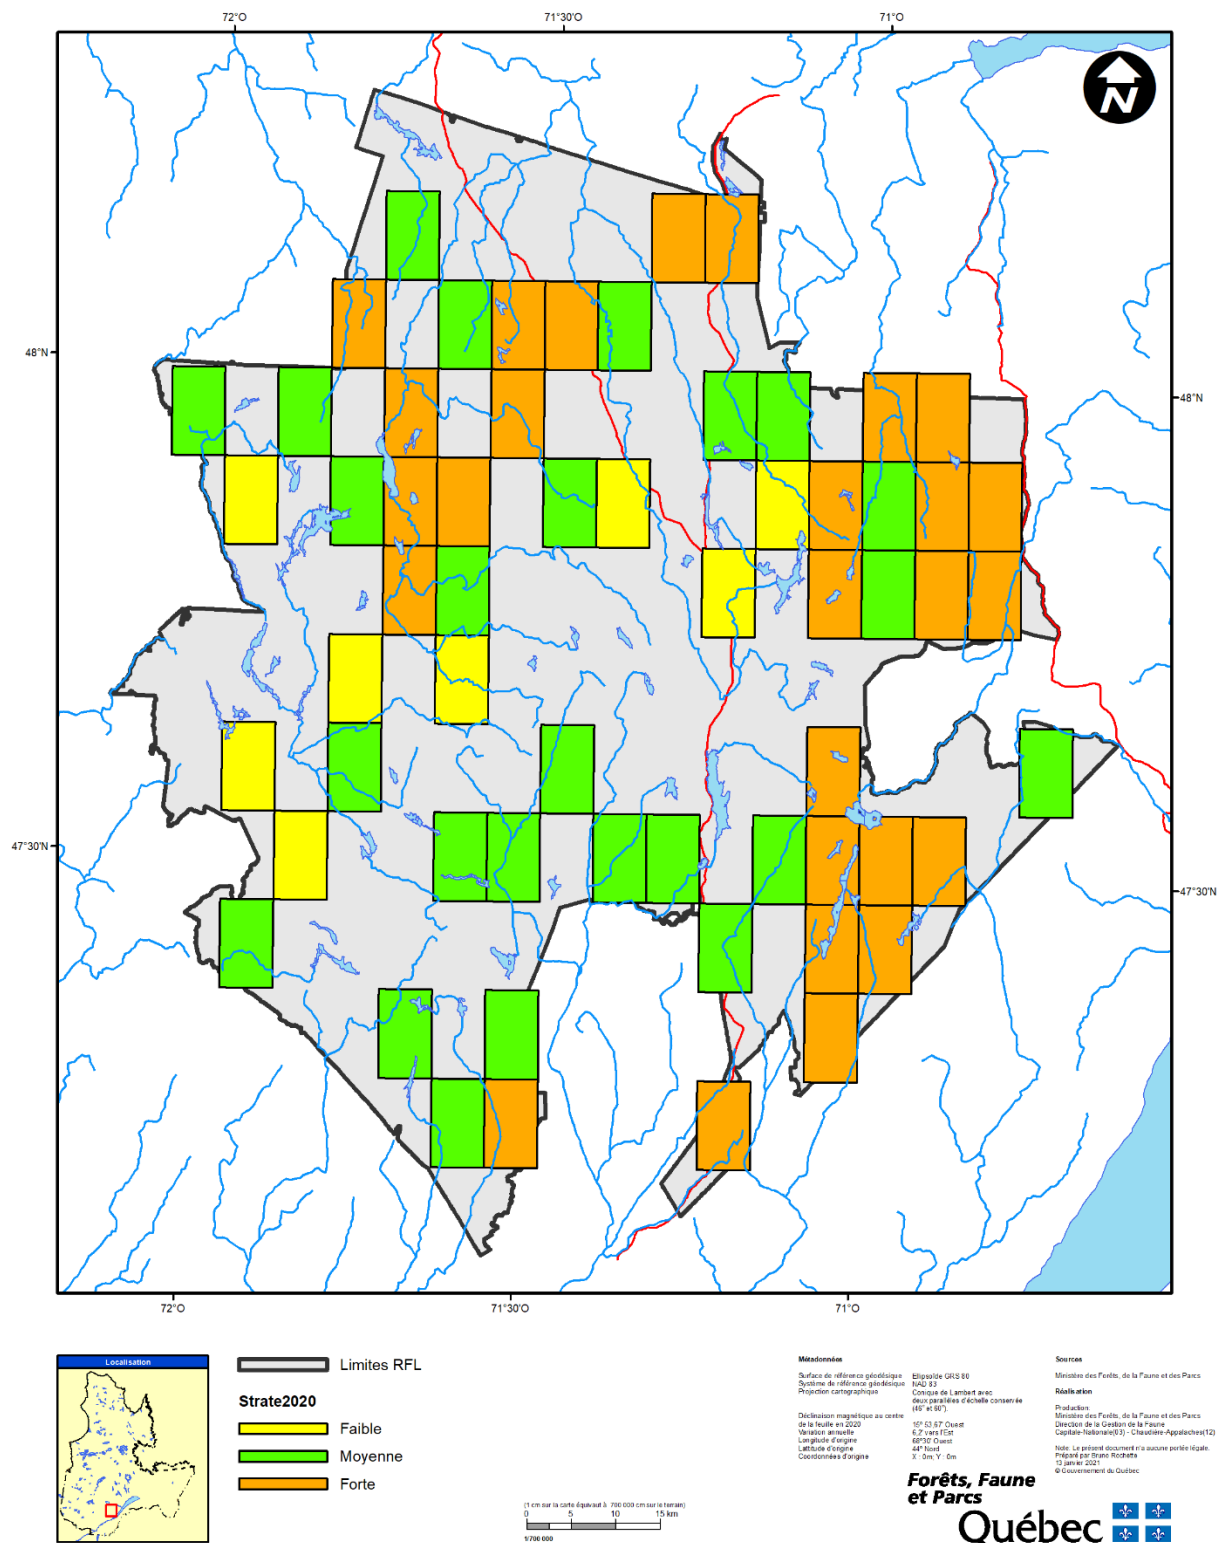 72°O
71°30'O
71°O
N
48°N
48°N
47°30'N
47°30'N
72°O
71°30'O
71°O
Localisation
Limites RFL
Strate2020
Faible
Moyenne
Forte
(1 cm sur la carte équivaut à 700 000 cm sur le terrain)
0 5 10 15 km
1/700 000
Métadonnées
Surface de référence géodésique Ellipsoïde GRS 80
Système de référence géodésique NAD 83
Projection cartographique Conique de Lambert avec
deux parallèles d'échelle conservée
(46° et 60°).
Déclinaison magnétique au centre
de la feuille en 2020 15° 53,67' Ouest
Variation annuelle 6,2' vers l'Est
Longitude d'origine 68°30' Ouest
Latitude d'origine 44° Nord
Coordonnées d'origine X : 0m; Y : 0m
Sources
Ministère des Forêts, de la Faune et des Parcs
Réalisation
Production:
Ministère des Forêts, de la Faune et des Parcs
Direction de la Gestion de la Faune
Capitale-Nationale(03) - Chaudière-Appalaches(12)
Note: Le présent document n'a aucune portée légale.
Préparé par Bruno Rochette
13 janvier 2021
© Gouvernement du Québec
Forêts, Faune
et Parcs
Québec